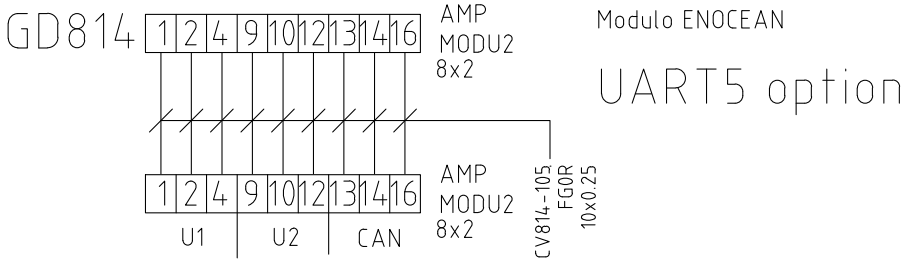 GD814
1 2 4 9 10 12 13 14 16
AMP
MODU2
8x2
Modulo ENOCEAN
UART5 option
1 2 4 9 10 12 13 14 16
AMP
MODU2
8x2
U1 U2 CAN
CV814-105
FG0R
10x0.25